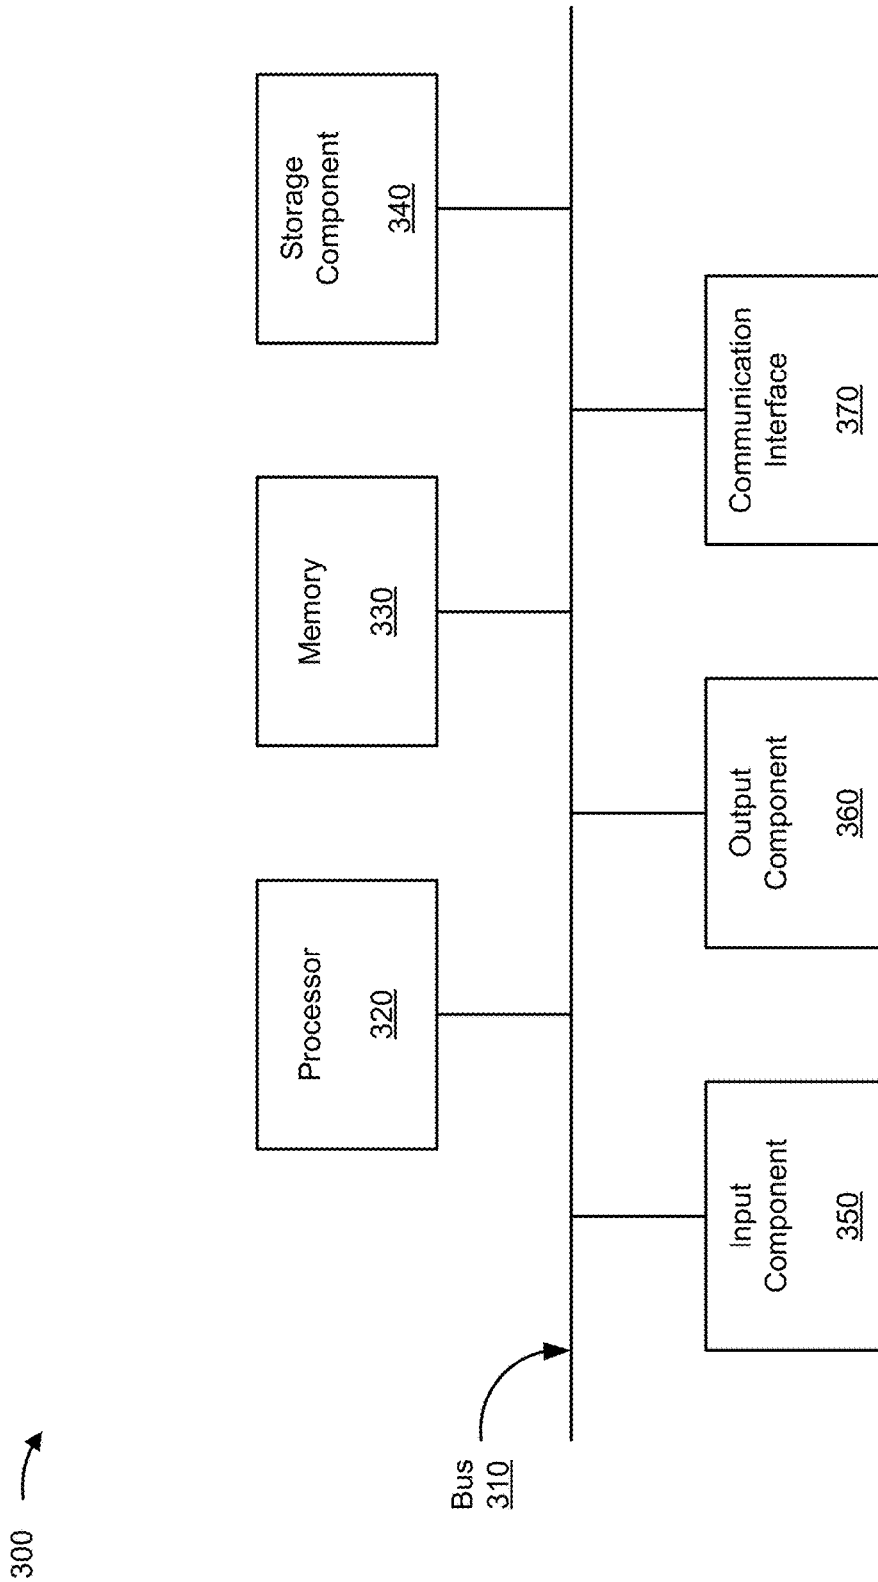 300
Processor
320
Memory
330
Storage
Component
340
Bus
310
Input
Component
350
Output
Component
360
Communication
Interface
370